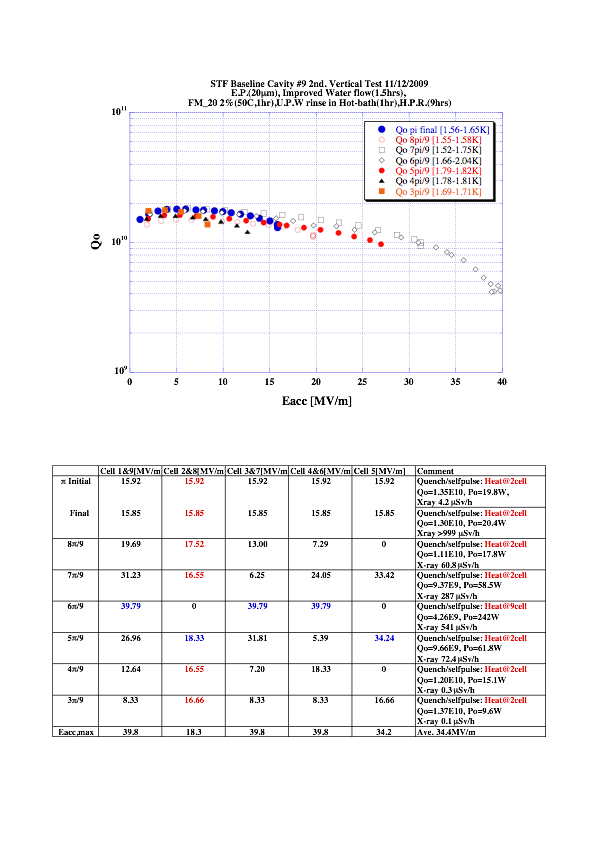 STF Baseline Cavity #9 2nd. Vertical Test 11/12/2009
E.P.(20µm), Improved Water flow(1.5hrs),
FM_20 2%(50C,1hr),U.P.W rinse in Hot-bath(1hr),H.P.R.(9hrs)
10¹¹
Qo pi final [1.56-1.65K]
Qo 8pi/9 [1.55-1.58K]
Qo 7pi/9 [1.52-1.75K]
Qo 6pi/9 [1.66-2.04K]
Qo 5pi/9 [1.79-1.82K]
Qo 4pi/9 [1.78-1.81K]
Qo 3pi/9 [1.69-1.71K]
Qo
10¹⁰
10⁹
0 5 10 15 20 25 30 35 40
Eacc [MV/m]
Cell 1&9[MV/m Cell 2&8[MV/m Cell 3&7[MV/m Cell 4&6[MV/m Cell 5[MV/m] Comment
π Initial 15.92 15.92 15.92 15.92 15.92 Quench/selfpulse: Heat@2cell
Qo=1.35E10, Po=19.8W,
Xray 4.2 µSv/h
Final 15.85 15.85 15.85 15.85 15.85 Quench/selfpulse: Heat@2cell
Qo=1.30E10, Po=20.4W
Xray >999 µSv/h
8π/9 19.69 17.52 13.00 7.29 0 Quench/selfpulse: Heat@2cell
Qo=1.11E10, Po=17.8W
X-ray 60.8 µSv/h
7π/9 31.23 16.55 6.25 24.05 33.42 Quench/selfpulse: Heat@2cell
Qo=9.37E9, Po=58.5W
X-ray 287 µSv/h
6π/9 39.79 0 39.79 39.79 0 Quench/selfpulse: Heat@9cell
Qo=4.26E9, Po=242W
X-ray 541 µSv/h
5π/9 26.96 18.33 31.81 5.39 34.24 Quench/selfpulse: Heat@2cell
Qo=9.66E9, Po=61.8W
X-ray 72.4 µSv/h
4π/9 12.64 16.55 7.20 18.33 0 Quench/selfpulse: Heat@2cell
Qo=1.20E10, Po=15.1W
X-ray 0.3 µSv/h
3π/9 8.33 16.66 8.33 8.33 16.66 Quench/selfpulse: Heat@2cell
Qo=1.37E10, Po=9.6W
X-ray 0.1 µSv/h
Eacc,max 39.8 18.3 39.8 39.8 34.2 Ave. 34.4MV/m